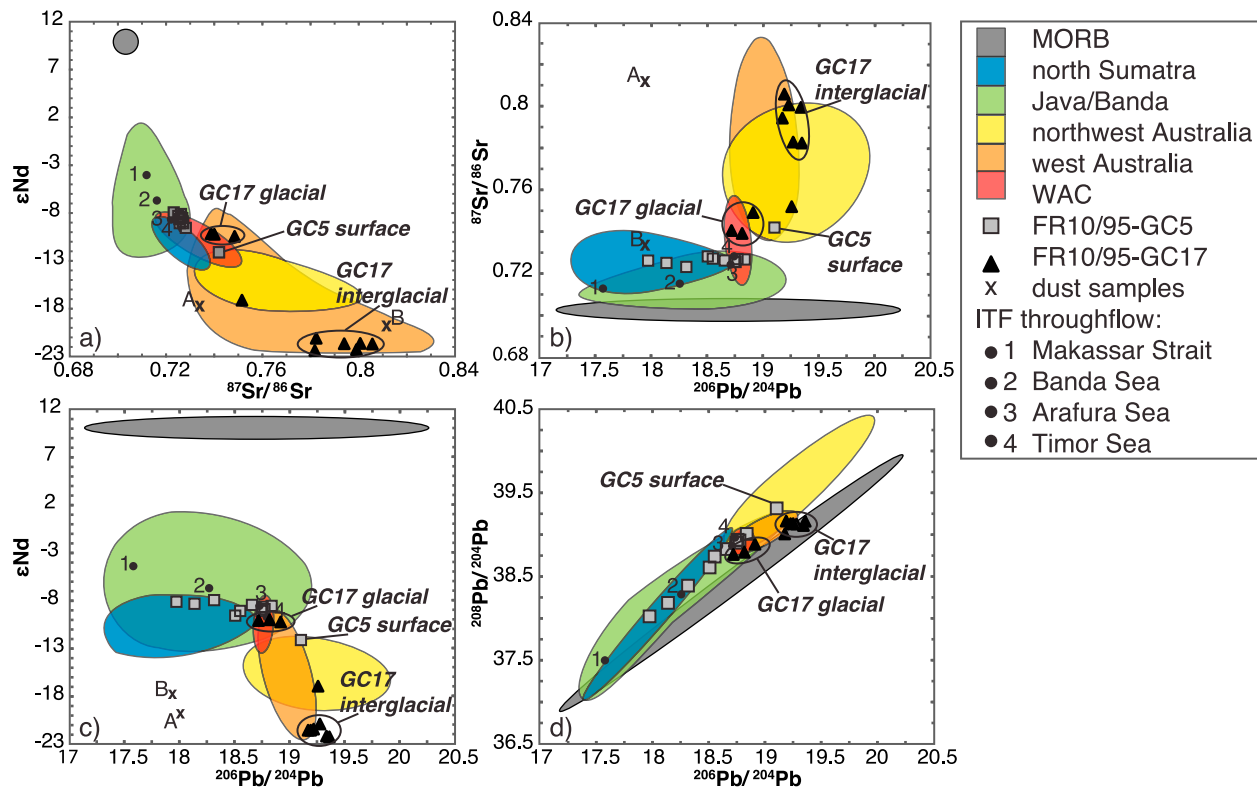 12
7
2
-3
-8
-13
-18
-23
εNd
0.68
0.72
0.76
0.80
0.84
87Sr/ 86Sr
1
2
3
4
GC17 glacial
GC5 surface
GC17
interglacial
A
x
x
B
a)
0.84
0.8
0.76
0.72
0.68
87Sr/ 86Sr
17
17.5
18
18.5
19
19.5
20
20.5
206Pb/ 204Pb
A
x
GC17
interglacial
GC17 glacial
B
x
4
3
1
2
GC5
surface
b)
12
7
2
-3
-8
-13
-18
-23
εNd
17
17.5
18
18.5
19
19.5
20
20.5
206Pb/ 204Pb
1
2
3
4
GC17 glacial
GC5 surface
GC17
interglacial
B
x
A
x
c)
40.5
39.5
38.5
37.5
36.5
208Pb/ 204Pb
17
17.5
18
18.5
19
19.5
20
20.5
206Pb/ 204Pb
GC5 surface
4
3
2
1
GC17
interglacial
GC17 glacial
d)
MORB
north Sumatra
Java/Banda
northwest Australia
west Australia
WAC
FR10/95-GC5
FR10/95-GC17
x dust samples
ITF throughflow:
1 Makassar Strait
2 Banda Sea
3 Arafura Sea
4 Timor Sea